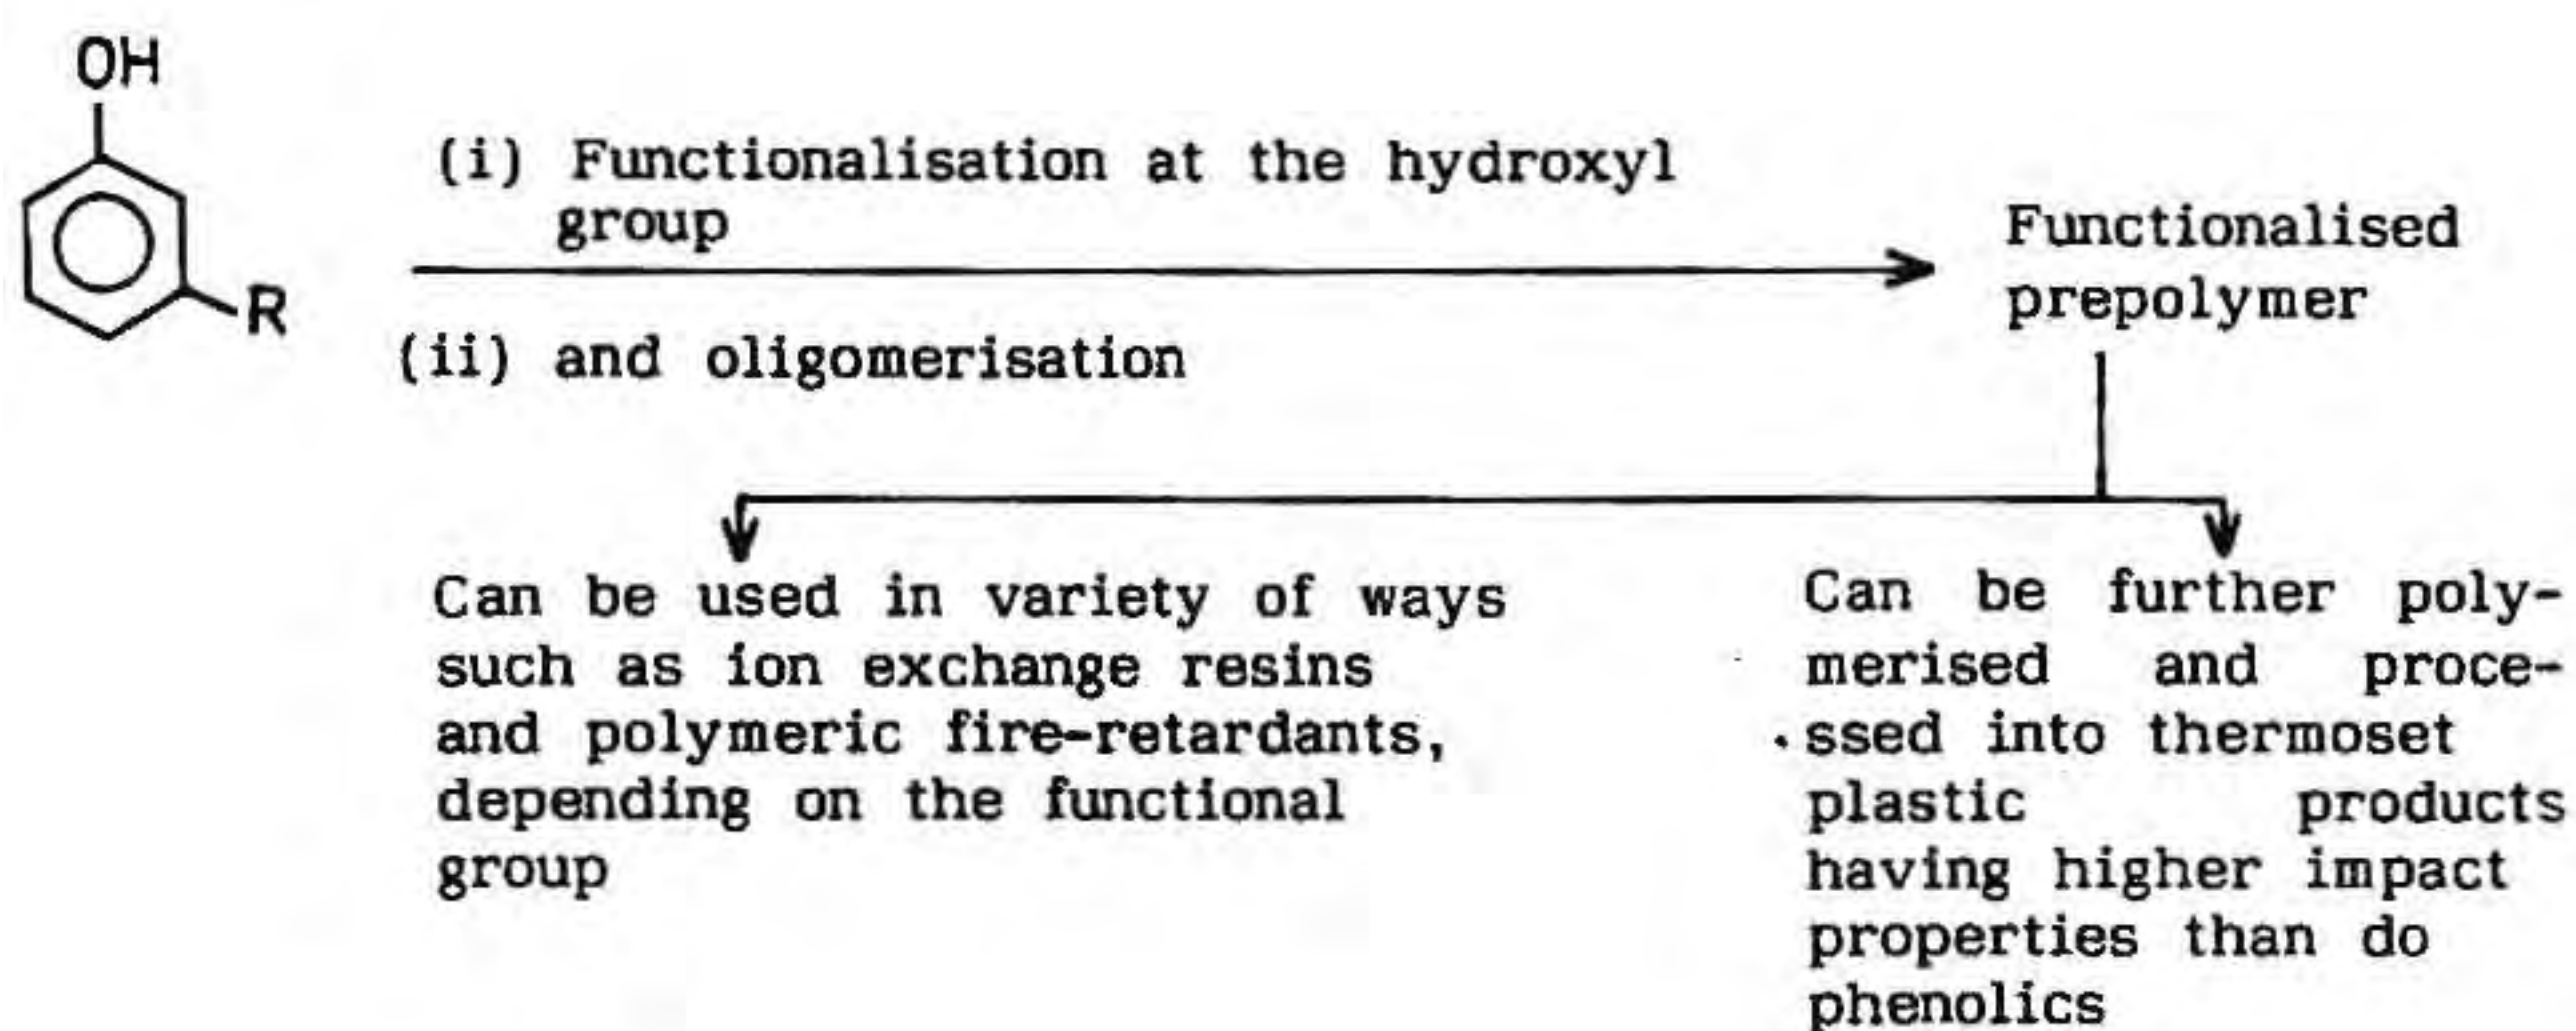 OH
R
(i) Functionalisation at the hydroxyl
group
(ii) and oligomerisation
Functionalised
prepolymer
Can be used in variety of ways
such as ion exchange resins
and polymeric fire-retardants,
depending on the functional
group
Can be further poly-
merised and proce-
ssed into thermoset
plastic products
having higher impact
properties than do
phenolics